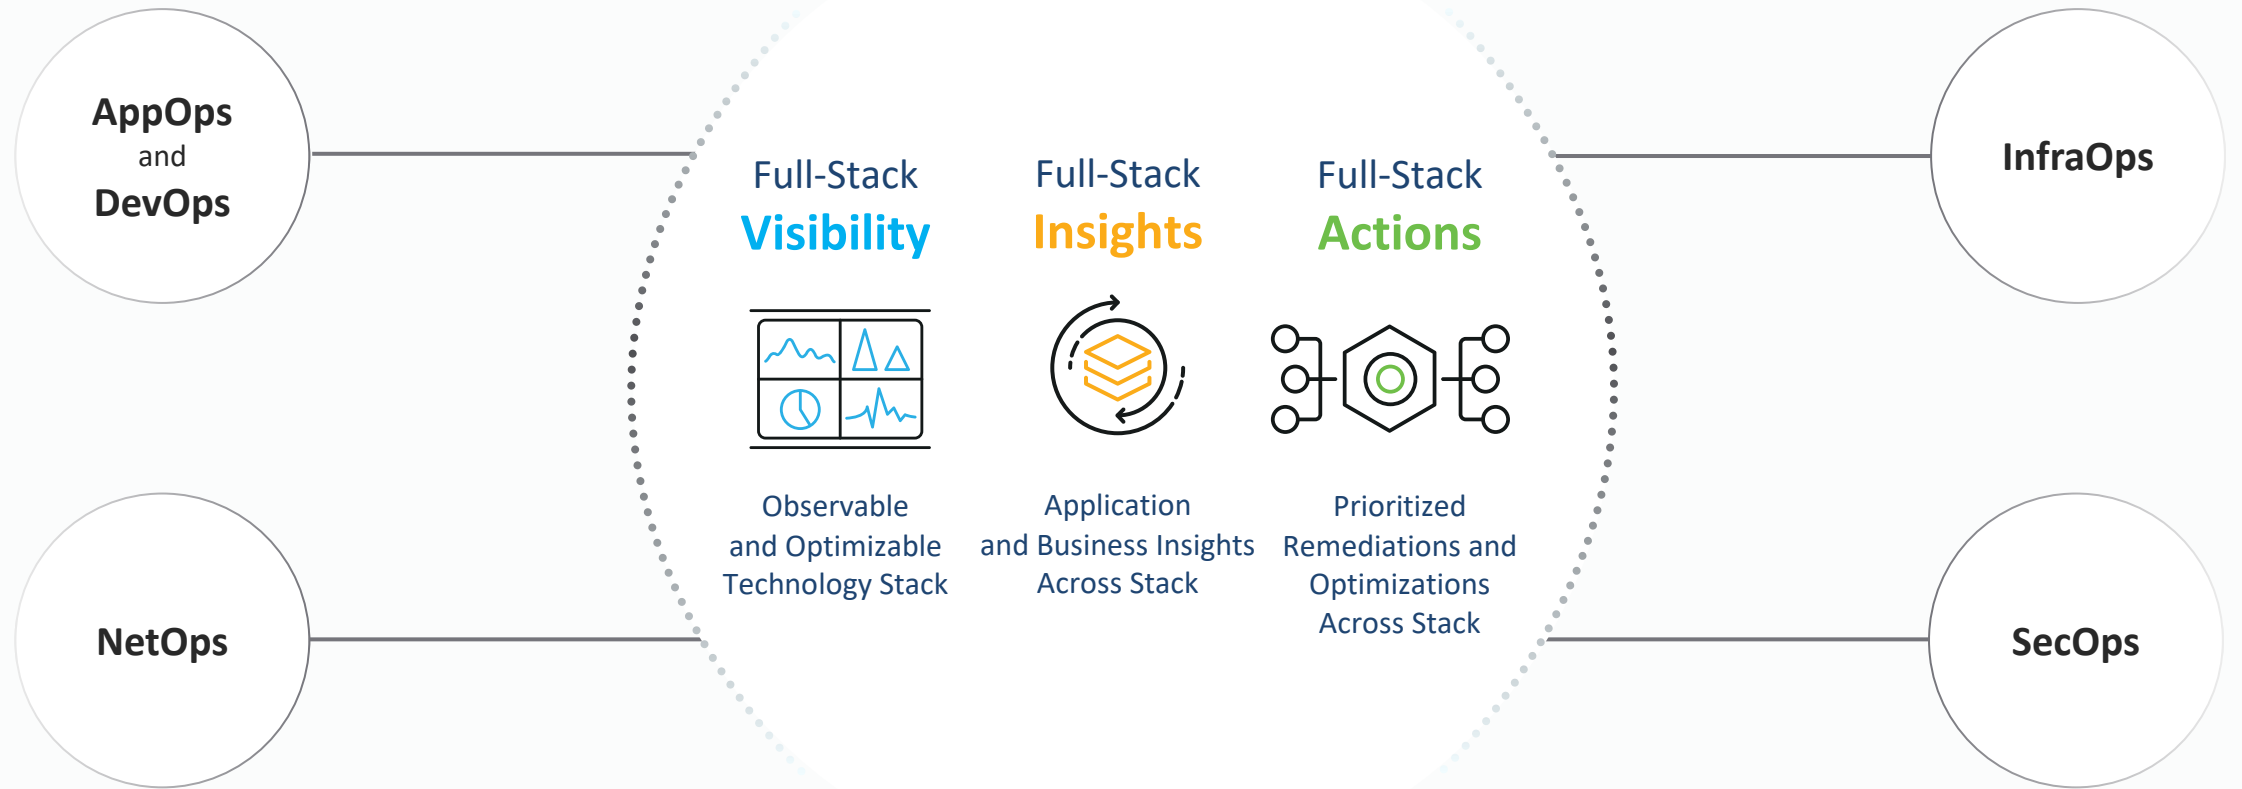 AppOps
and
DevOps
NetOps
Full-Stack
Visibility
Observable
and Optimizable
Technology Stack
Full-Stack
Insights
Application
and Business Insights
Across Stack
Full-Stack
Actions
Prioritized
Remediations and
Optimizations
Across Stack
InfraOps
SecOps